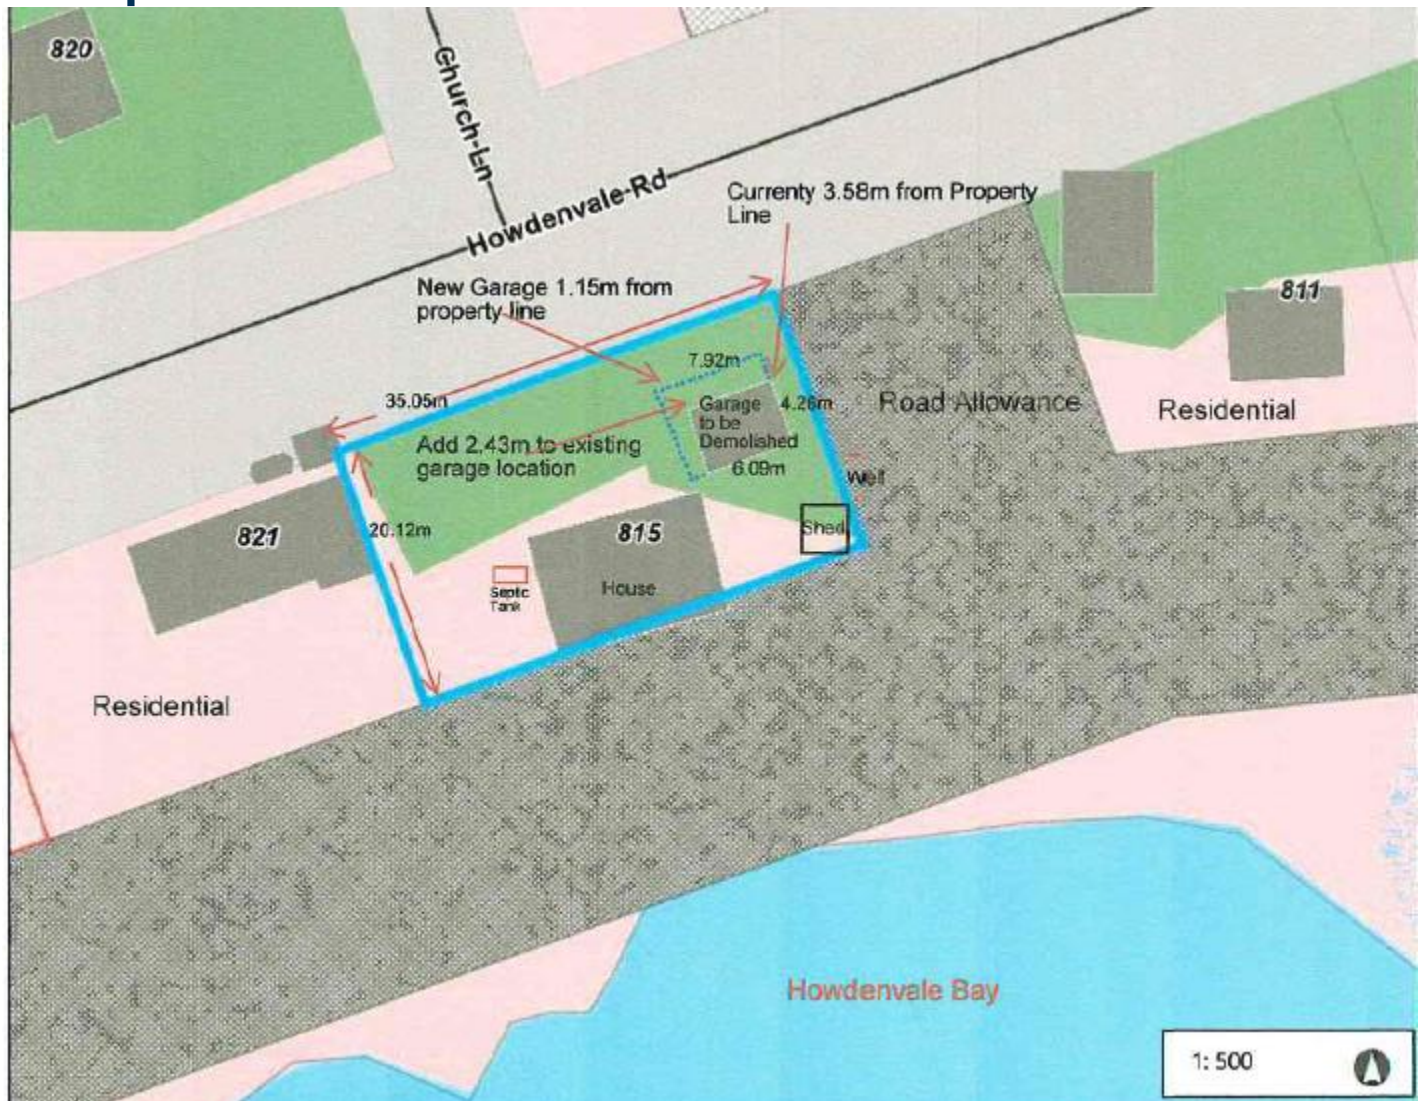 820
Church-Ln
Howdenvale-Rd
Currenty 3.58m from Property
Line
New Garage 1.15m from
property line
811
7.92m
35.05m
Garage
to be
Demolished
4.26m
Road Allowance
Residential
Add 2.43m to existing
garage location
6.09m
Well
821
20.12m
815
Shed
Septic
Tank
House
Residential
Howdenvale Bay
1: 500